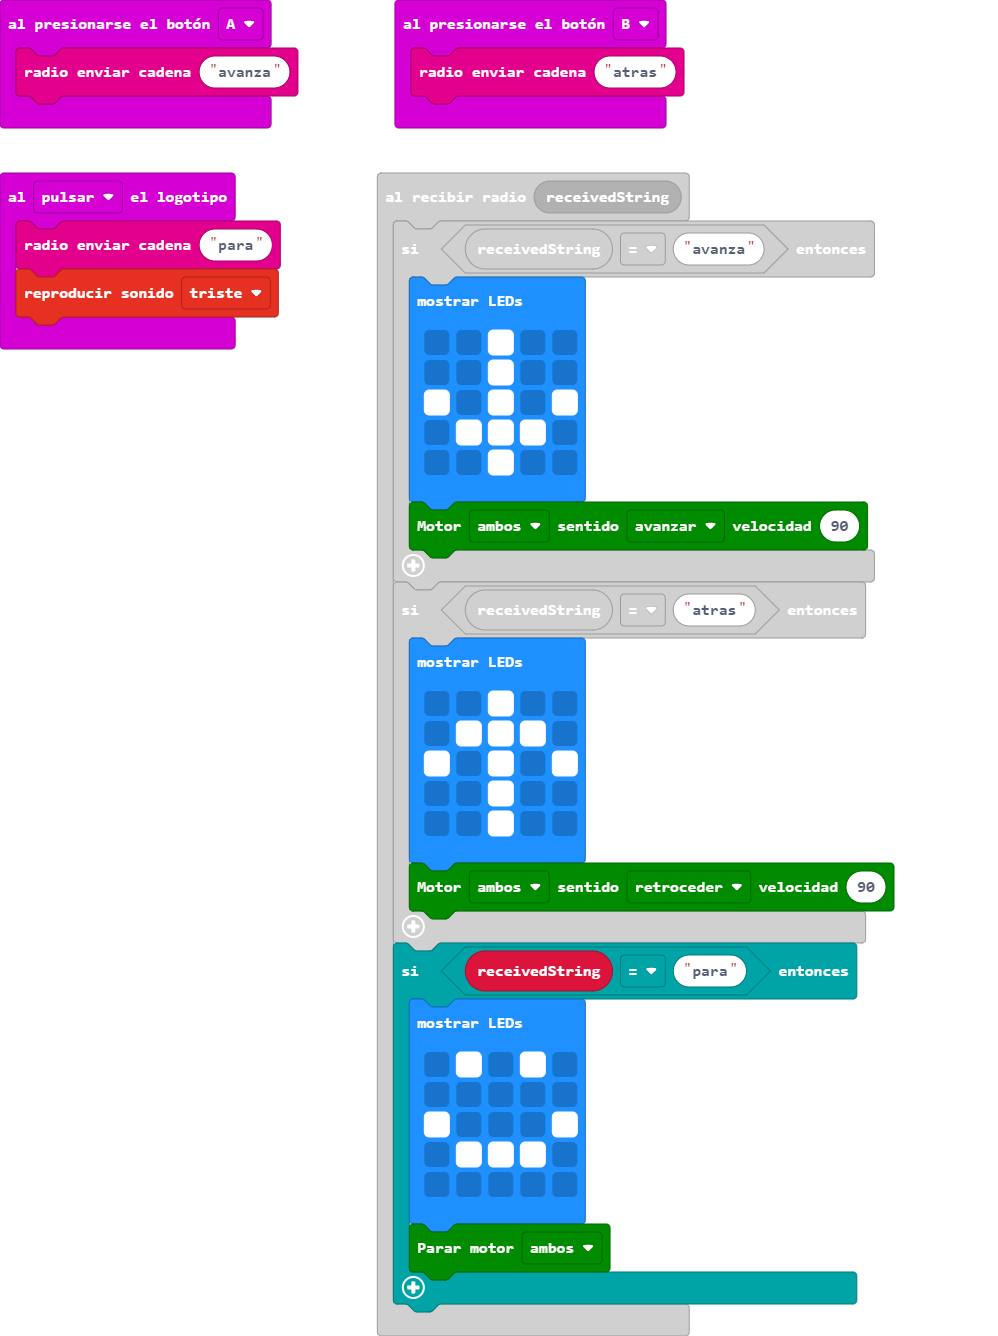 al presionarse el botón A
radio enviar cadena "avanza"
al presionarse el botón B
radio enviar cadena "atras"
al pulsar el logotipo
radio enviar cadena "para"
reproducir sonido triste
al recibir radio receivedString
si receivedString = "avanza" entonces
mostrar LEDs
Motor ambos sentido avanzar velocidad 90
si receivedString = "atras" entonces
mostrar LEDs
Motor ambos sentido retroceder velocidad 90
si receivedString = "para" entonces
mostrar LEDs
Parar motor ambos